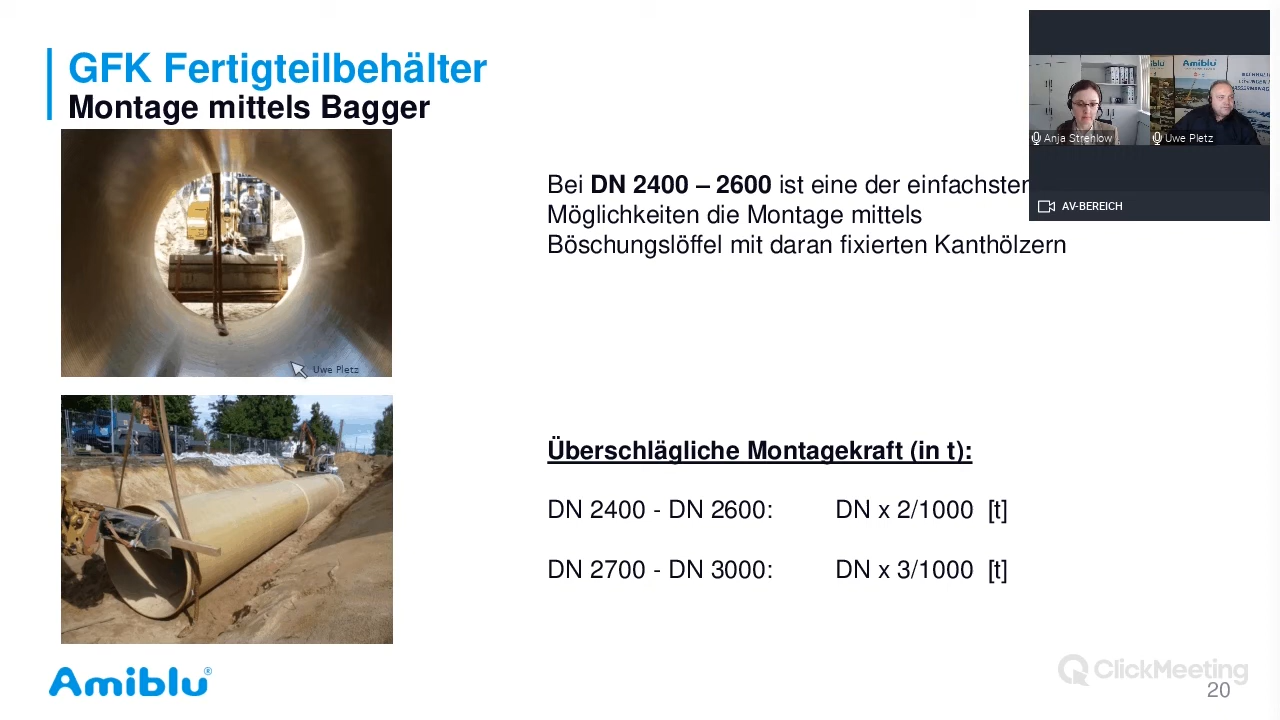 GFK Fertigteilbehälter
Montage mittels Bagger
Bei DN 2400 – 2600 ist eine der einfachsten
Möglichkeiten die Montage mittels
Böschungslöffel mit daran fixierten Kanthölzern
Uwe Pletz
Überschlägliche Montagekraft (in t):
DN 2400 - DN 2600: DN x 2/1000 [t]
DN 2700 - DN 3000: DN x 3/1000 [t]
Amiblu®
ClickMeeting
20
Amiblu
Anja Strehlow
Uwe Pletz
AV-BEREICH